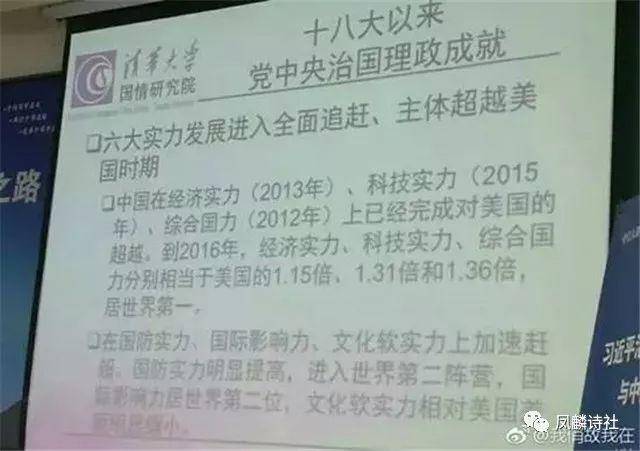 清华大学
国情研究院
十八大以来
党中央治国理政成就
□六大实力发展进入全面追赶、主体超越美
国时期
□中国在经济实力（2013年）、科技实力（2015
年）、综合国力（2012年）上已经完成对美国的
超越。到2016年，经济实力、科技实力、综合国
力分别相当于美国的1.15倍、1.31倍和1.36倍，
居世界第一。
□在国防实力、国际影响力、文化软实力上加速赶
超。国防实力明显提高，进入世界第二阵营，国
际影响力居世界第二位，文化软实力相对美国差
缩小。
之路
习近平
与中
凤麟诗社
@我俏故我在